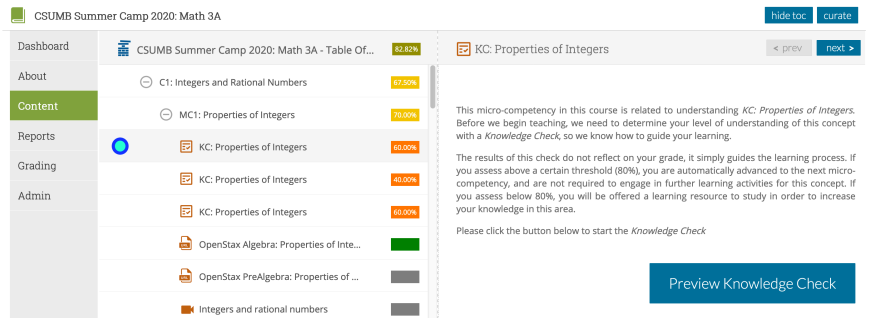 CSUMB Summer Camp 2020: Math 3A
hide toc
curate
Dashboard
About
Content
Reports
Grading
Admin
CSUMB Summer Camp 2020: Math 3A - Table Of...
82.82%
C1: Integers and Rational Numbers
67.50%
MC1: Properties of Integers
70.00%
KC: Properties of Integers
60.00%
KC: Properties of Integers
40.00%
KC: Properties of Integers
60.00%
OpenStax Algebra: Properties of Inte...
OpenStax PreAlgebra: Properties of ...
Integers and rational numbers
KC: Properties of Integers
< prev
next >
This micro-competency in this course is related to understanding KC: Properties of Integers.
Before we begin teaching, we need to determine your level of understanding of this concept
with a Knowledge Check, so we know how to guide your learning.
The results of this check do not reflect on your grade, it simply guides the learning process. If
you assess above a certain threshold (80%), you are automatically advanced to the next micro-
competency, and are not required to engage in further learning activities for this concept. If
you assess below 80%, you will be offered a learning resource to study in order to increase
your knowledge in this area.
Please click the button below to start the Knowledge Check
Preview Knowledge Check